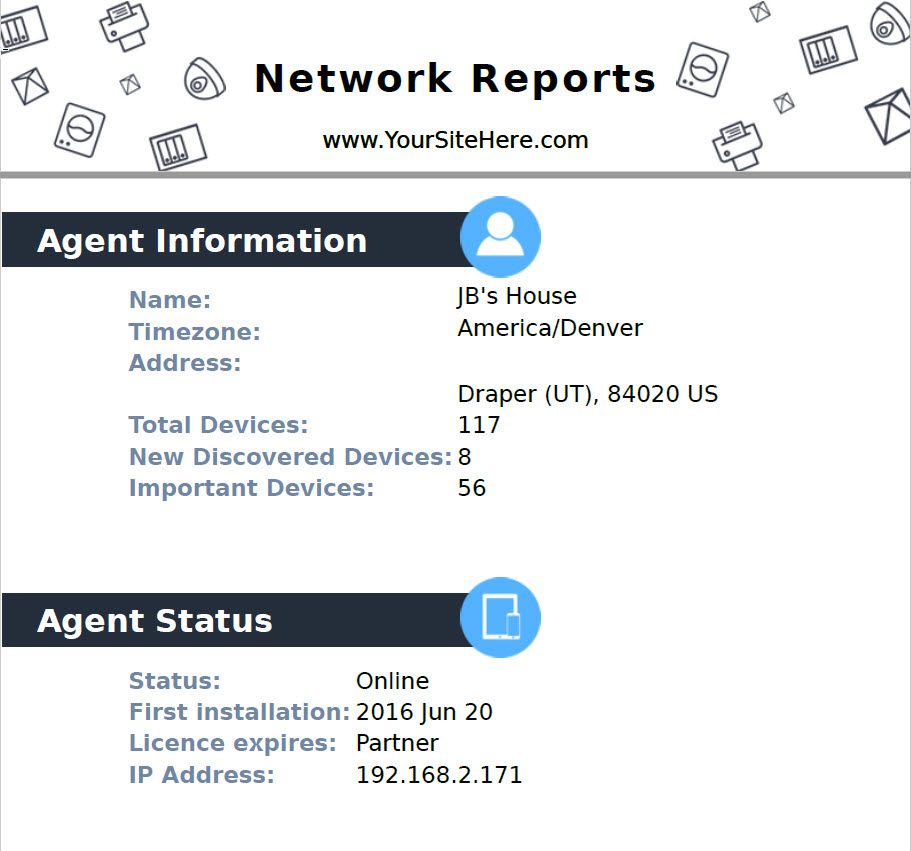 Network Reports
www.YourSiteHere.com
Agent Information
Name: JB's House
Timezone: America/Denver
Address:
Draper (UT), 84020 US
Total Devices: 117
New Discovered Devices: 8
Important Devices: 56
Agent Status
Status: Online
First installation: 2016 Jun 20
Licence expires: Partner
IP Address: 192.168.2.171